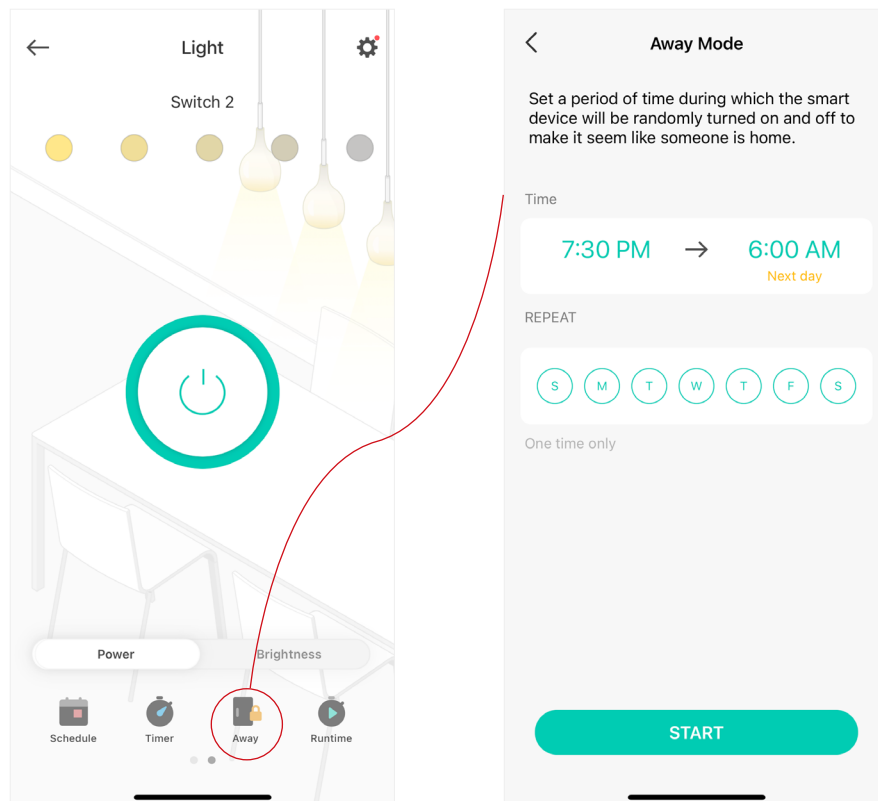 Light
Switch 2
Power
Brightness
Schedule
Timer
Away
Runtime
Away Mode
Set a period of time during which the smart
device will be randomly turned on and off to
make it seem like someone is home.
Time
7:30 PM → 6:00 AM
Next day
REPEAT
S M T W T F S
One time only
START